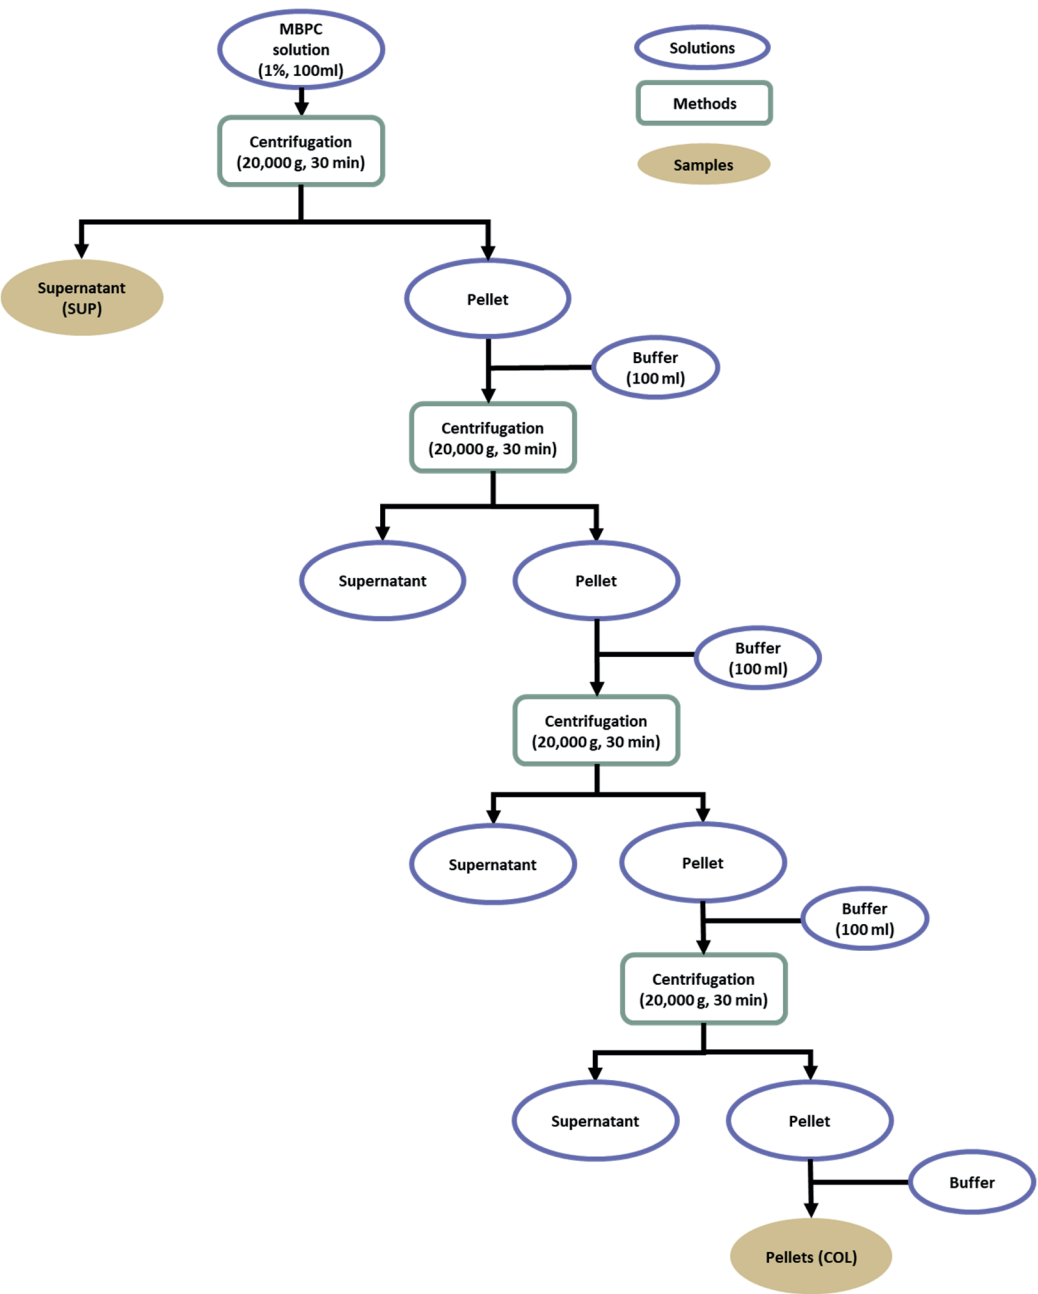 MBPC
solution
(1%, 100ml)
Solutions
Methods
Samples
Centrifugation
(20,000 g, 30 min)
Supernatant
(SUP)
Pellet
Buffer
(100 ml)
Centrifugation
(20,000 g, 30 min)
Supernatant
Pellet
Buffer
(100 ml)
Centrifugation
(20,000 g, 30 min)
Supernatant
Pellet
Buffer
(100 ml)
Centrifugation
(20,000 g, 30 min)
Supernatant
Pellet
Buffer
Pellets (COL)